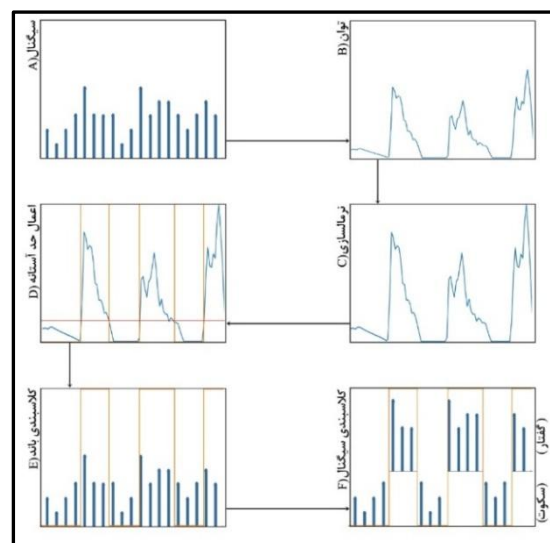 A) سیگنال
B) توان
C) نرمالسازی
D) اعمال حد آستانه
E) کلاسبندی باند
F) کلاسبندی سیگنال
(گفتار)
(سکوت)